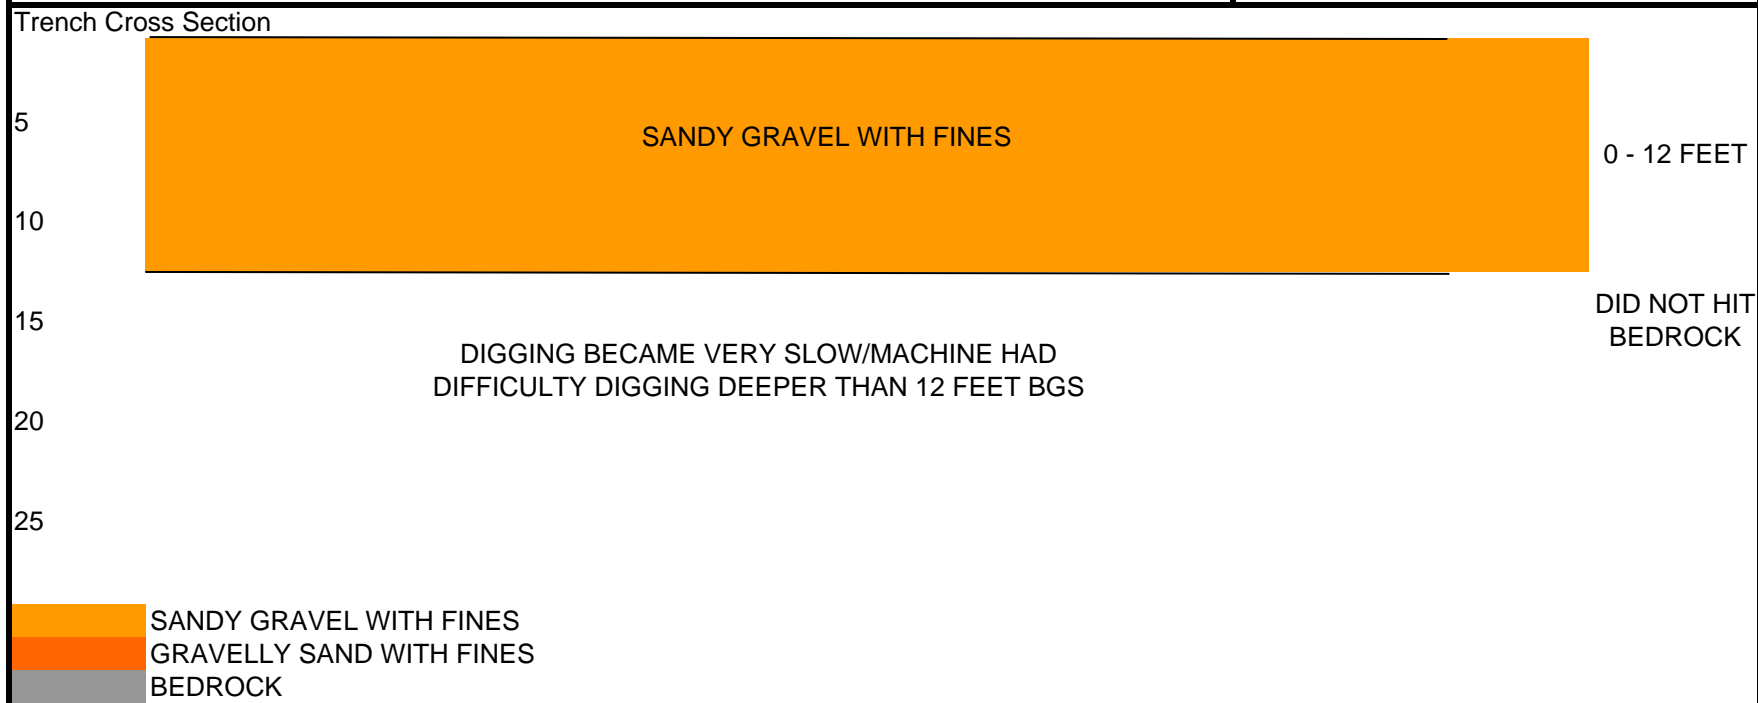 Trench Cross Section
5
SANDY GRAVEL WITH FINES
0 - 12 FEET
10
15
DID NOT HIT
BEDROCK
DIGGING BECAME VERY SLOW/MACHINE HAD
DIFFICULTY DIGGING DEEPER THAN 12 FEET BGS
20
25
SANDY GRAVEL WITH FINES
GRAVELLY SAND WITH FINES
BEDROCK